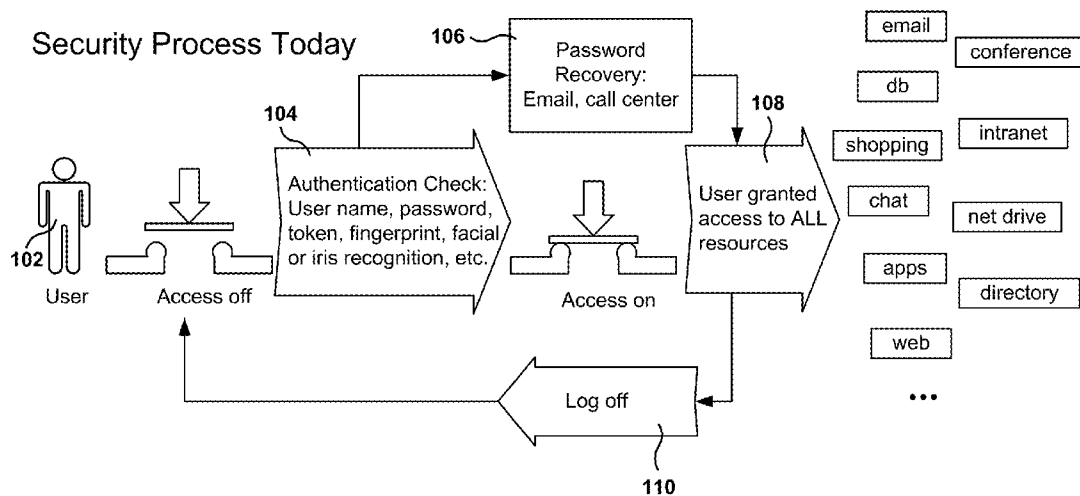 Security Process Today
106
Password
Recovery:
Email, call center
104
Authentication Check:
User name, password,
token, fingerprint, facial
or iris recognition, etc.
108
User granted
access to ALL
resources
102
User
Access off
Access on
Log off
110
email
conference
db
intranet
shopping
chat
net drive
apps
directory
web
...